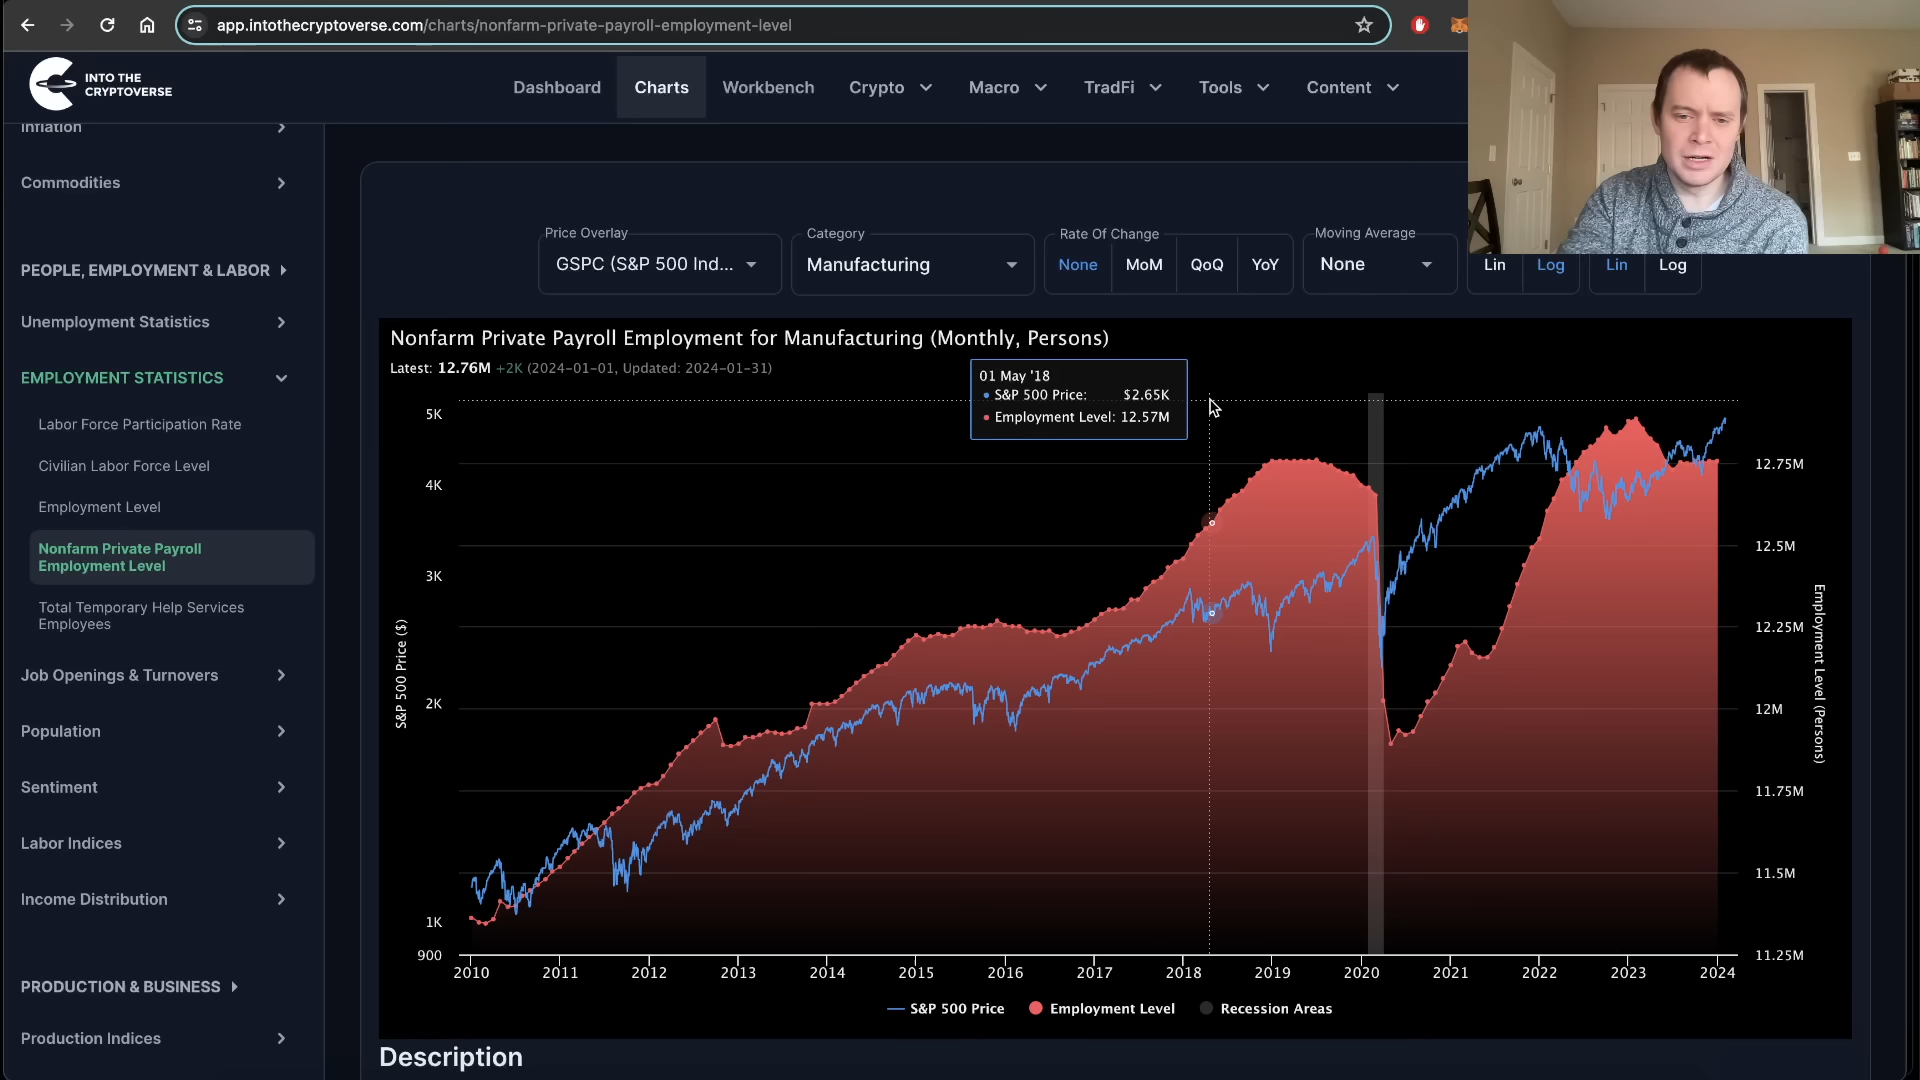 app.intothecryptoverse.com/charts/nonfarm-private-payroll-employment-level
INTO THE
CRYPTOVERSE
Dashboard
Charts
Workbench
Crypto
Macro
TradFi
Tools
Content
Inflation
Commodities
PEOPLE, EMPLOYMENT & LABOR
Unemployment Statistics
EMPLOYMENT STATISTICS
Labor Force Participation Rate
Civilian Labor Force Level
Employment Level
Nonfarm Private Payroll
Employment Level
Total Temporary Help Services
Employees
Job Openings & Turnovers
Population
Sentiment
Labor Indices
Income Distribution
PRODUCTION & BUSINESS
Production Indices
Price Overlay
GSPC (S&P 500 Ind...
Category
Manufacturing
Rate Of Change
None
MoM
QoQ
YoY
Moving Average
None
Lin
Log
Lin
Log
Nonfarm Private Payroll Employment for Manufacturing (Monthly, Persons)
Latest: 12.76M +2K (2024-01-01, Updated: 2024-01-31)
01 May '18
S&P 500 Price: $2.65K
Employment Level: 12.57M
5K
4K
3K
2K
1K
900
S&P 500 Price ($)
12.75M
12.5M
12.25M
12M
11.75M
11.5M
11.25M
Employment Level (Persons)
2010
2011
2012
2013
2014
2015
2016
2017
2018
2019
2020
2021
2022
2023
2024
S&P 500 Price
Employment Level
Recession Areas
Description